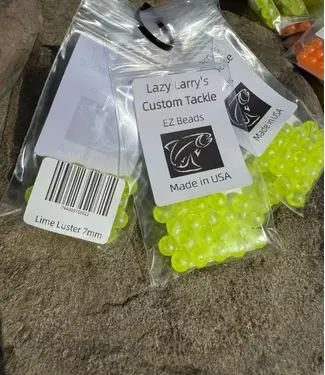 Lazy Larry's
Custom Tackle
EZ Beads
Made in USA
Made in USA
Lime Luster 7mm